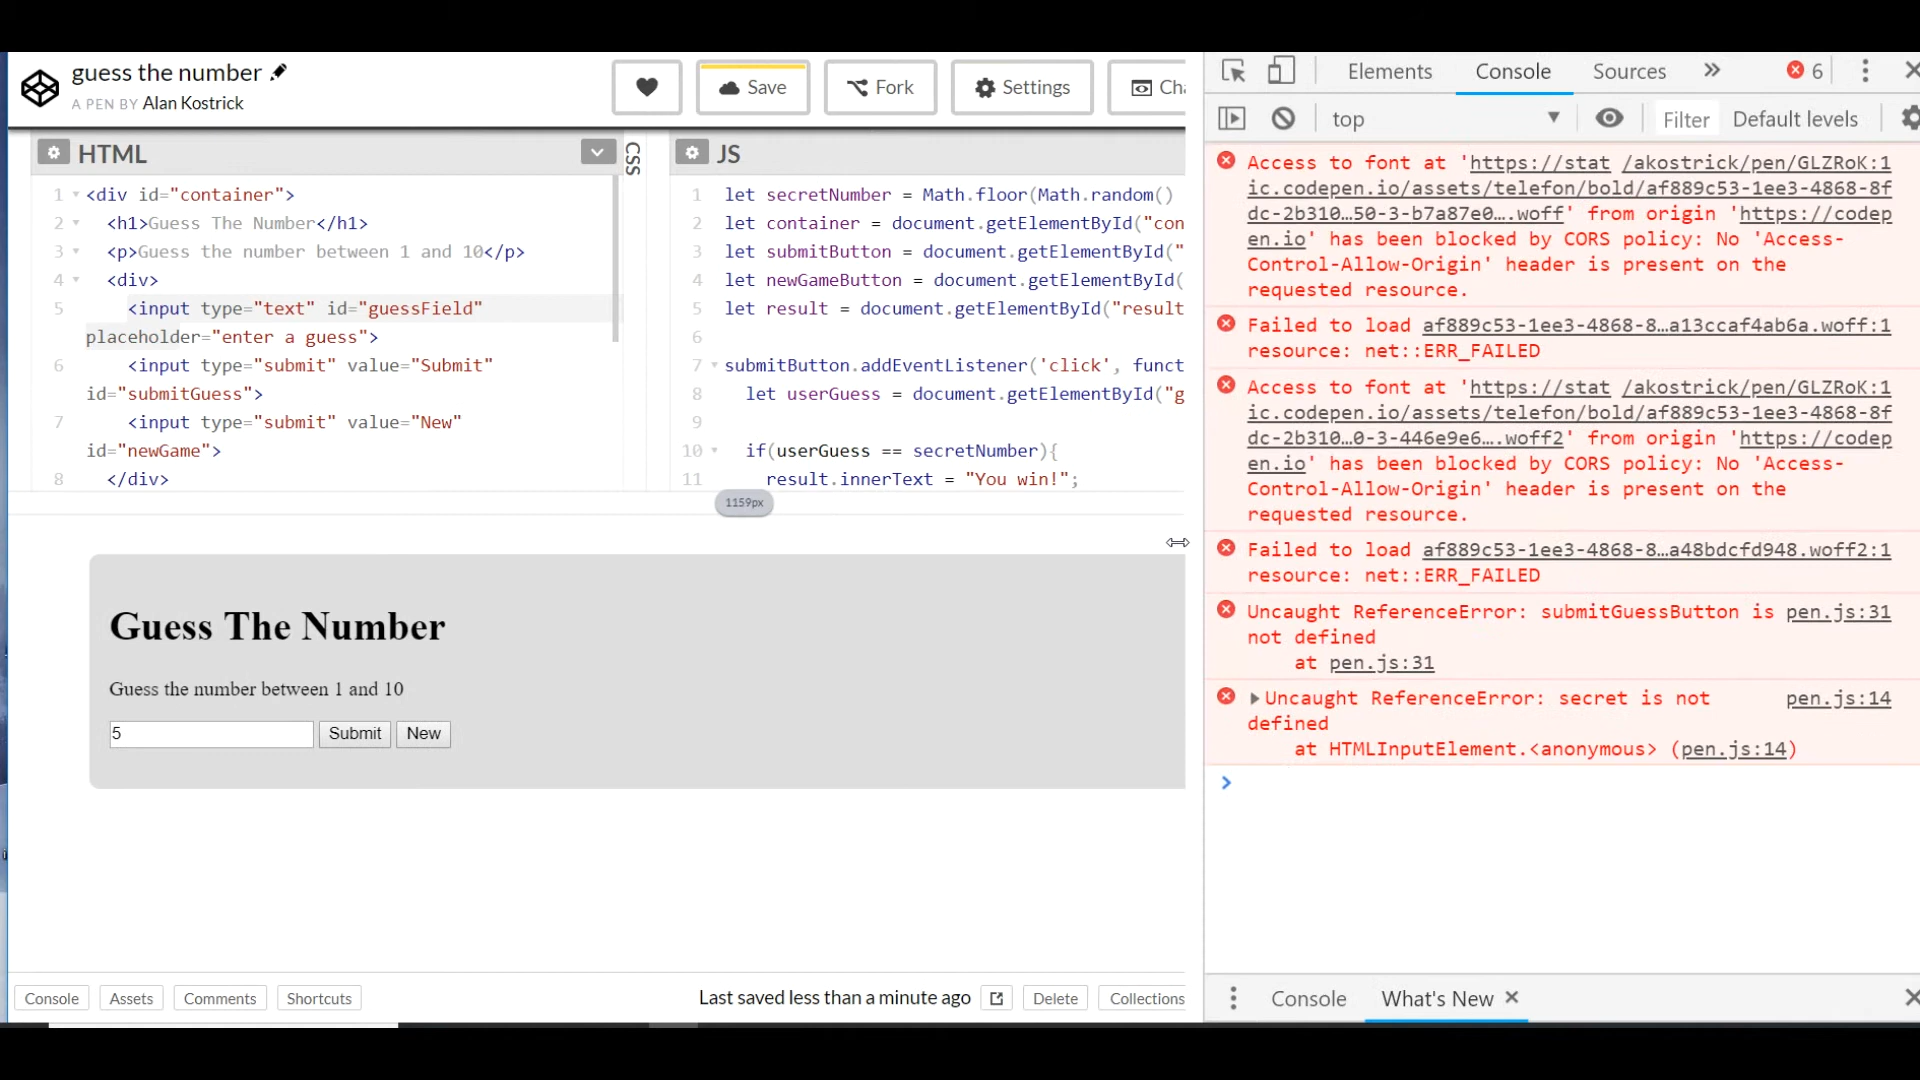 guess the number
A PEN BY Alan Kostrick
Save
Fork
Settings
Cha
HTML
1 <div id="container">
2 <h1>Guess The Number</h1>
3 <p>Guess the number between 1 and 10</p>
4 <div>
5 <input type="text" id="guessField"
placeholder="enter a guess">
6 <input type="submit" value="Submit"
id="submitGuess">
7 <input type="submit" value="New"
id="newGame">
8 </div>
CSS
JS
1 let secretNumber = Math.floor(Math.random()
2 let container = document.getElementById("con
3 let submitButton = document.getElementById("
4 let newGameButton = document.getElementById(
5 let result = document.getElementById("result
6
7 submitButton.addEventListener('click', funct
8 let userGuess = document.getElementById("g
9
10 if(userGuess == secretNumber){
11 result.innerText = "You win!";
1159px
Guess The Number
Guess the number between 1 and 10
5 Submit New
Console Assets Comments Shortcuts
Last saved less than a minute ago
Delete
Collections
Elements Console Sources » 6
top
Filter
Default levels
Access to font at 'https://stat /akostrick/pen/GLZRoK:1
ic.codepen.io/assets/telefon/bold/af889c53-1ee3-4868-8f
dc-2b310…50-3-b7a87e0….woff' from origin 'https://codep
en.io' has been blocked by CORS policy: No 'Access-
Control-Allow-Origin' header is present on the
requested resource.
Failed to load af889c53-1ee3-4868-8…a13ccaf4ab6a.woff:1
resource: net::ERR_FAILED
Access to font at 'https://stat /akostrick/pen/GLZRoK:1
ic.codepen.io/assets/telefon/bold/af889c53-1ee3-4868-8f
dc-2b310…0-3-446e9e6….woff2' from origin 'https://codep
en.io' has been blocked by CORS policy: No 'Access-
Control-Allow-Origin' header is present on the
requested resource.
Failed to load af889c53-1ee3-4868-8…a48bdcfd948.woff2:1
resource: net::ERR_FAILED
Uncaught ReferenceError: submitGuessButton is pen.js:31
not defined
at pen.js:31
Uncaught ReferenceError: secret is not pen.js:14
defined
at HTMLInputElement.<anonymous> (pen.js:14)
Console What's New